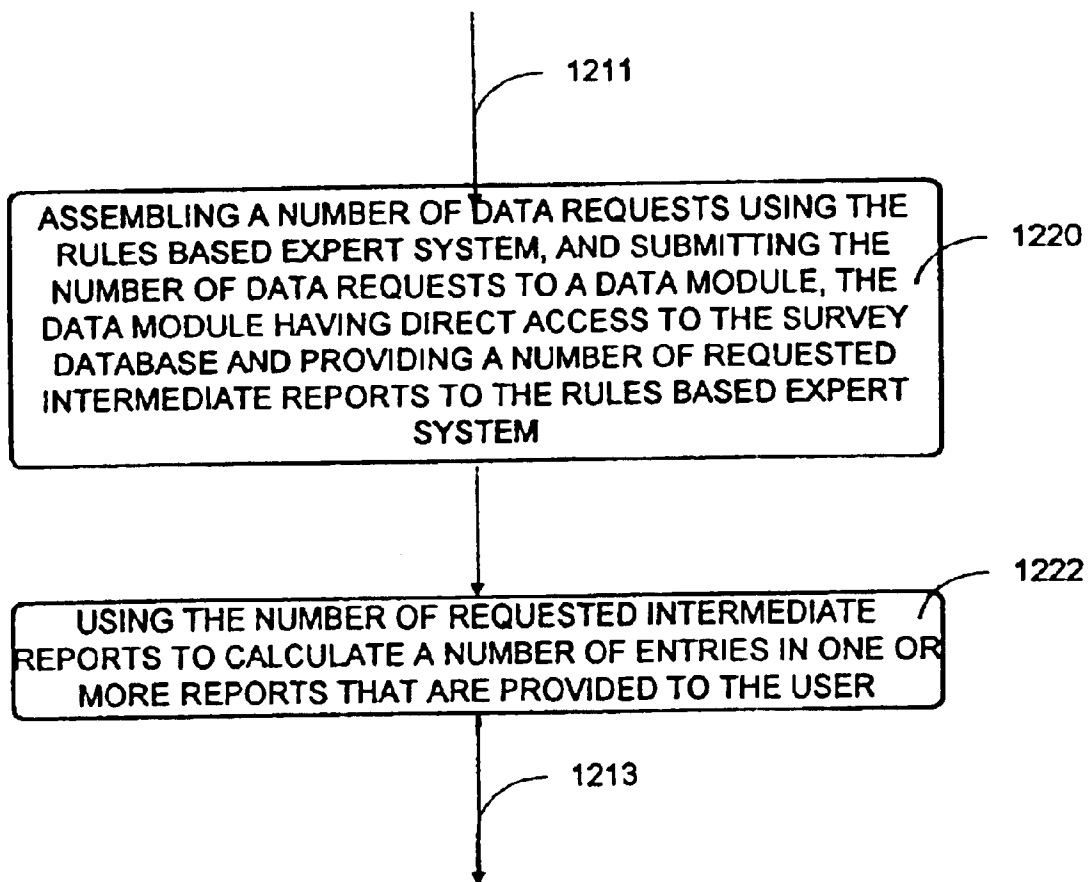 1211
ASSEMBLING A NUMBER OF DATA REQUESTS USING THE
RULES BASED EXPERT SYSTEM, AND SUBMITTING THE
1220
NUMBER OF DATA REQUESTS TO A DATA MODULE, THE
DATA MODULE HAVING DIRECT ACCESS TO THE SURVEY
DATABASE AND PROVIDING A NUMBER OF REQUESTED
INTERMEDIATE REPORTS TO THE RULES BASED EXPERT
SYSTEM
1222
USING THE NUMBER OF REQUESTED INTERMEDIATE
REPORTS TO CALCULATE A NUMBER OF ENTRIES IN ONE OR
MORE REPORTS THAT ARE PROVIDED TO THE USER
1213